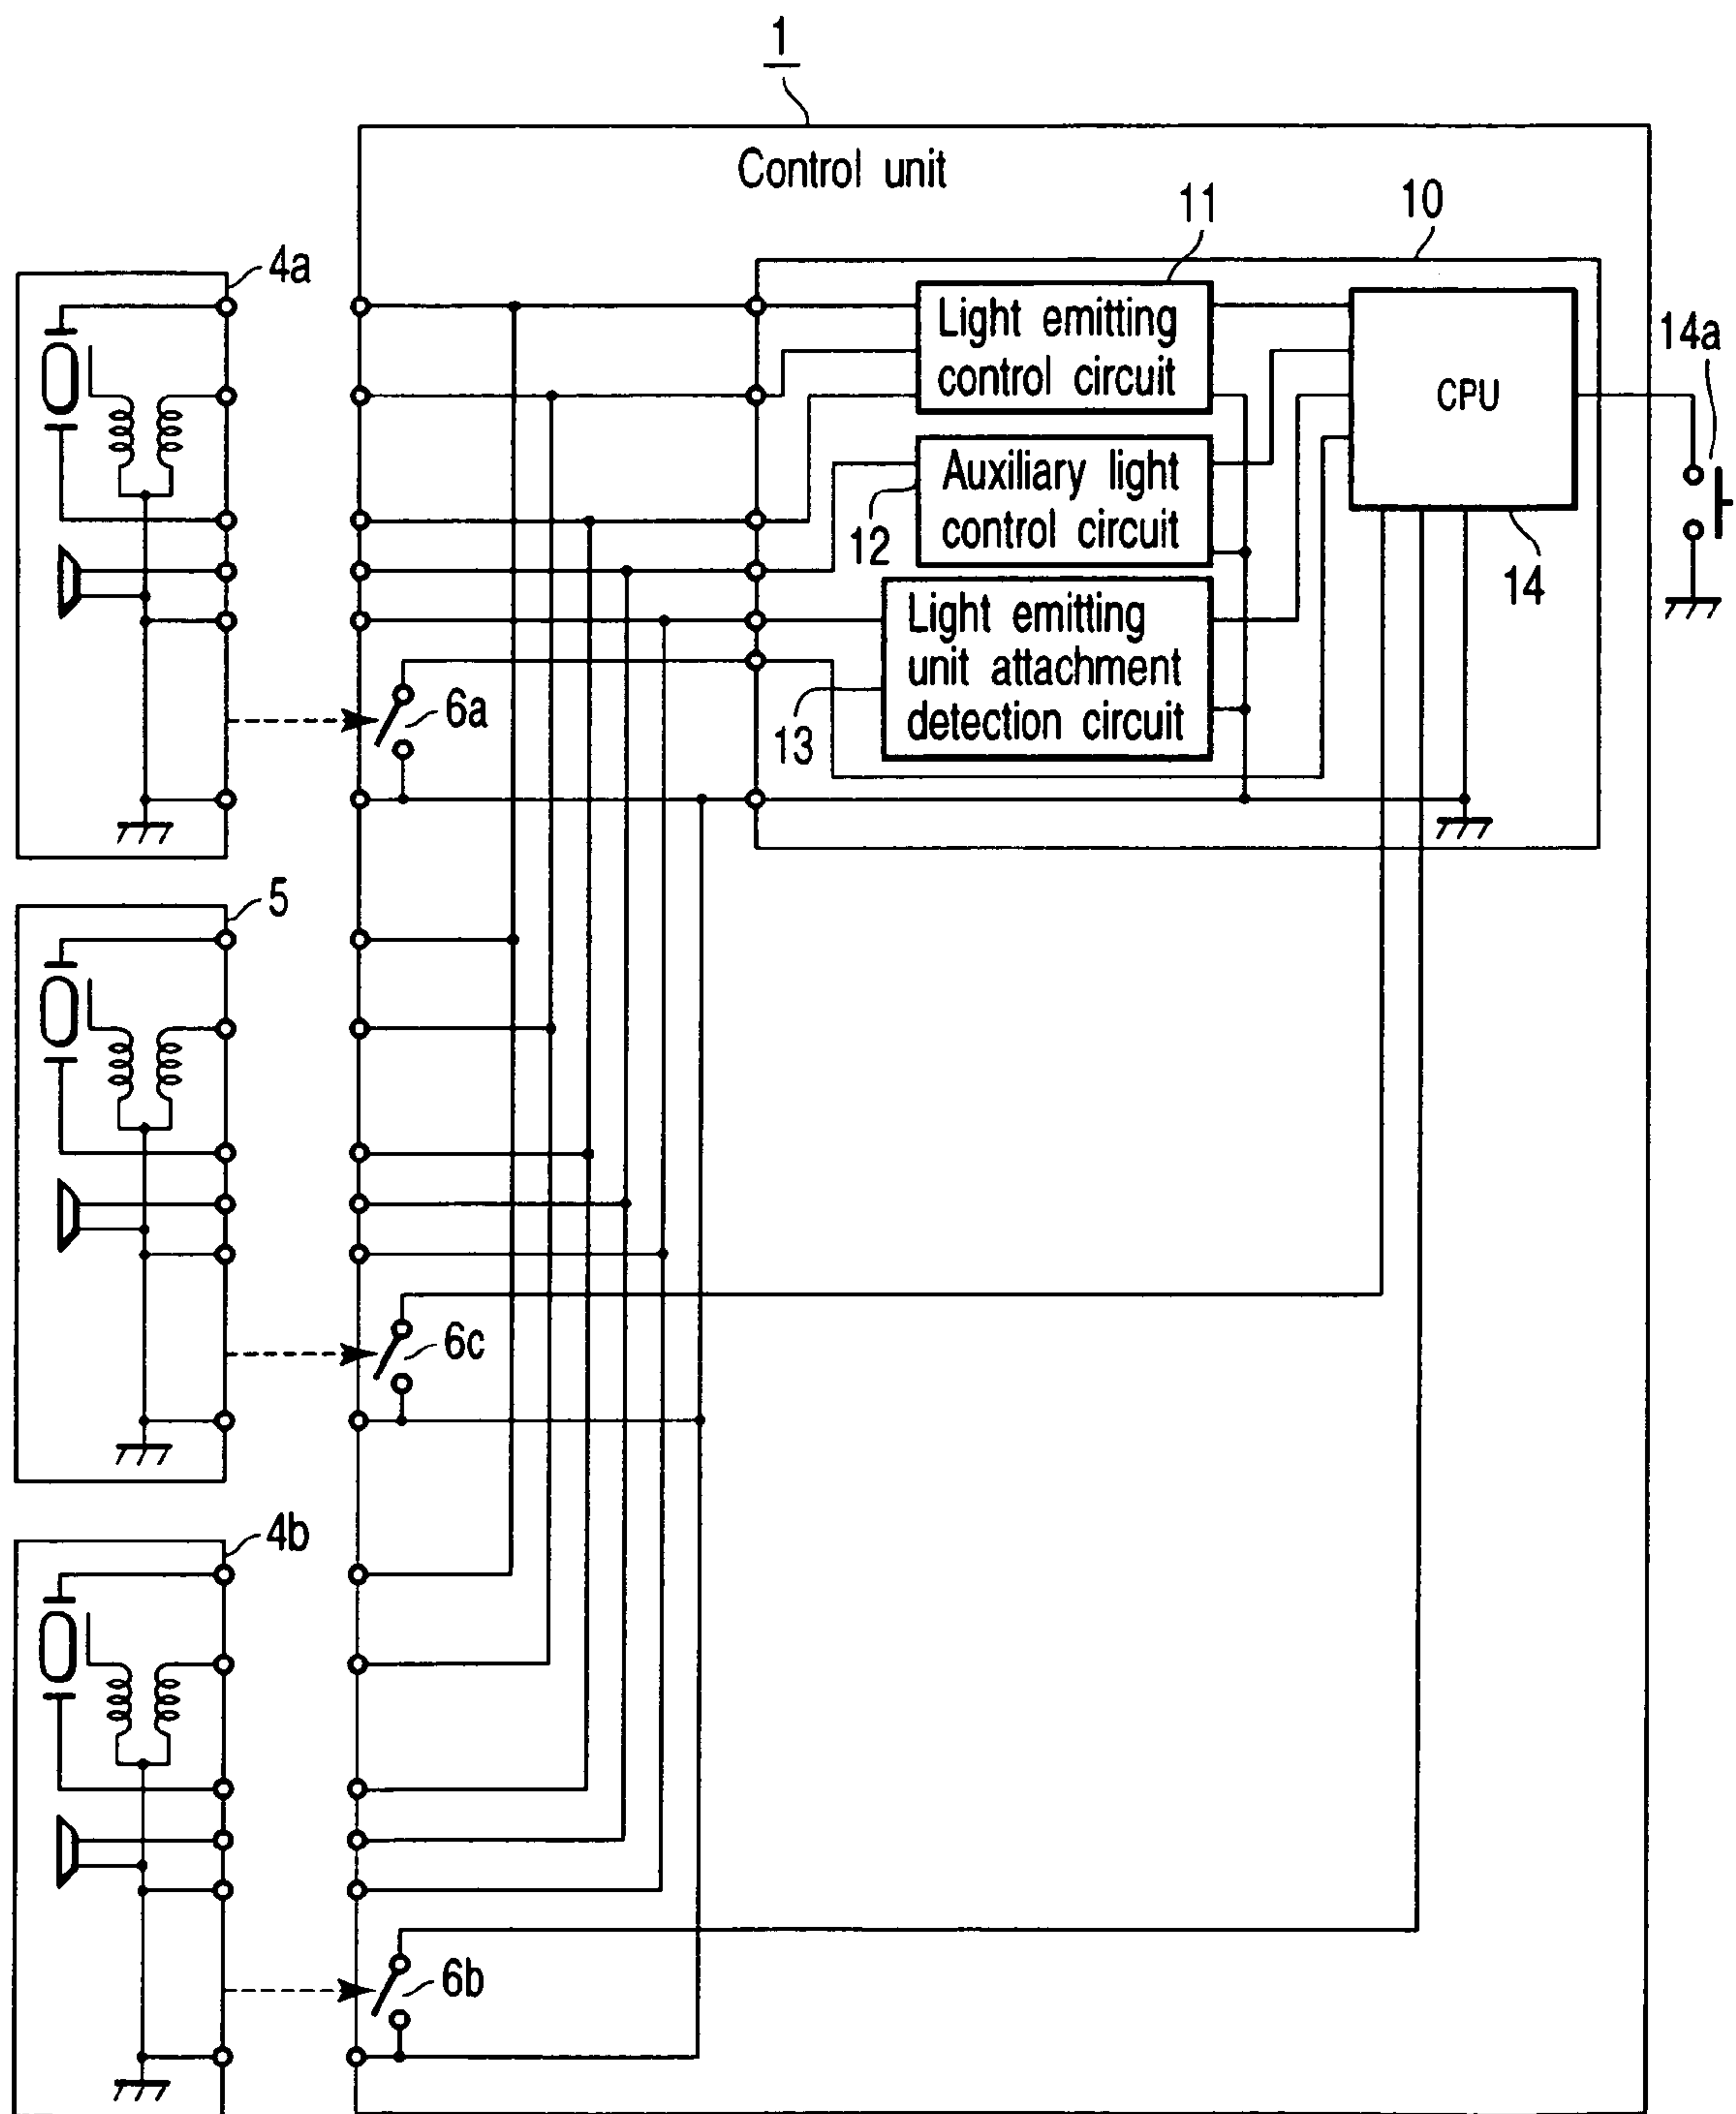 1
Control unit
11
10
4a
Light emitting
control circuit
CPU
14a
Auxiliary light
control circuit
12
14
Light emitting
unit attachment
detection circuit
13
6a
5
6c
4b
6b